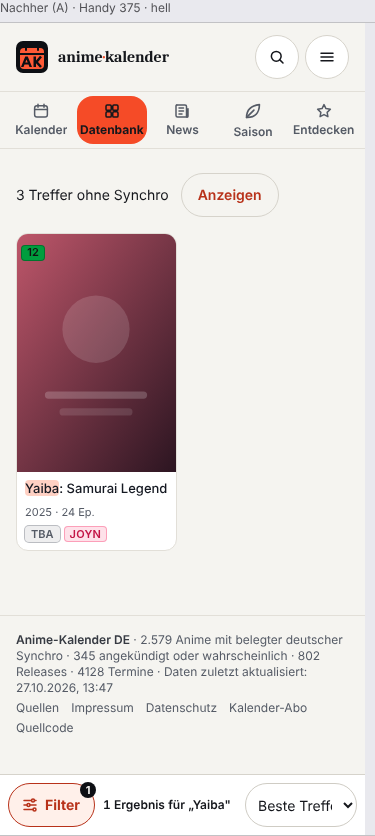 Nachher (A) · Handy 375 · hell
AK anime·kalender
Kalender Datenbank News Saison Entdecken
3 Treffer ohne Synchro Anzeigen
12
Yaiba: Samurai Legend
2025 · 24 Ep.
TBA JOYN
Anime-Kalender DE · 2.579 Anime mit belegter deutscher
Synchro · 345 angekündigt oder wahrscheinlich · 802
Releases · 4128 Termine · Daten zuletzt aktualisiert:
27.10.2026, 13:47
Quellen Impressum Datenschutz Kalender-Abo
Quellcode
Filter 1 1 Ergebnis für „Yaiba" Beste Treff